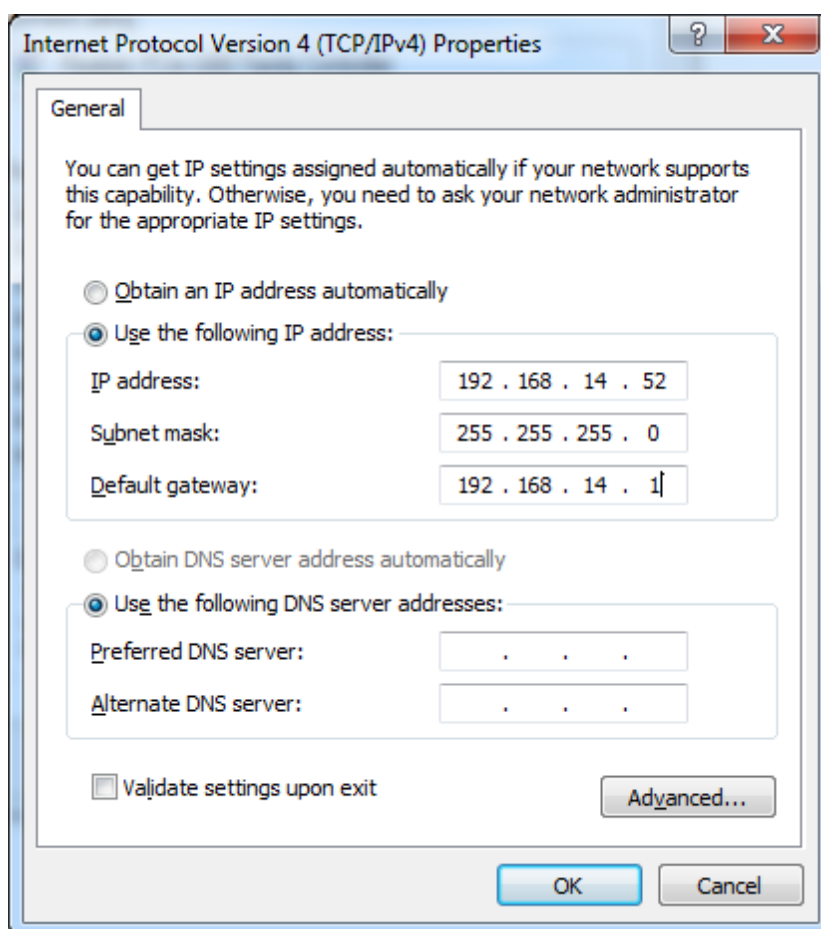 Internet Protocol Version 4 (TCP/IPv4) Properties
General
You can get IP settings assigned automatically if your network supports
this capability. Otherwise, you need to ask your network administrator
for the appropriate IP settings.
Obtain an IP address automatically
Use the following IP address:
IP address: 192 . 168 . 14 . 52
Subnet mask: 255 . 255 . 255 . 0
Default gateway: 192 . 168 . 14 . 1
Obtain DNS server address automatically
Use the following DNS server addresses:
Preferred DNS server: . . .
Alternate DNS server: . . .
Validate settings upon exit
Advanced...
OK Cancel